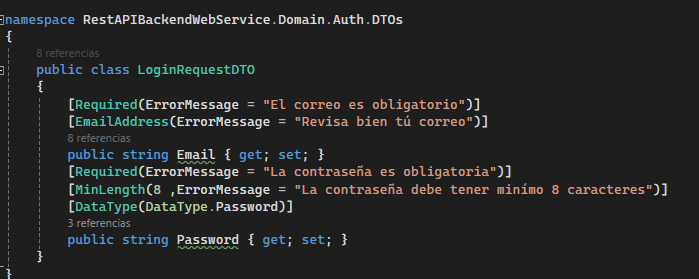 namespace RestAPIBackendWebService.Domain.Auth.DTOs
{
8 referencias
public class LoginRequestDTO
{
[Required(ErrorMessage = "El correo es obligatorio")]
[EmailAddress(ErrorMessage = "Revisa bien tú correo")]
8 referencias
public string Email { get; set; }
[Required(ErrorMessage = "La contraseña es obligatoria")]
[MinLength(8 ,ErrorMessage = "La contraseña debe tener minímo 8 caracteres")]
[DataType(DataType.Password)]
3 referencias
public string Password { get; set; }
}
}